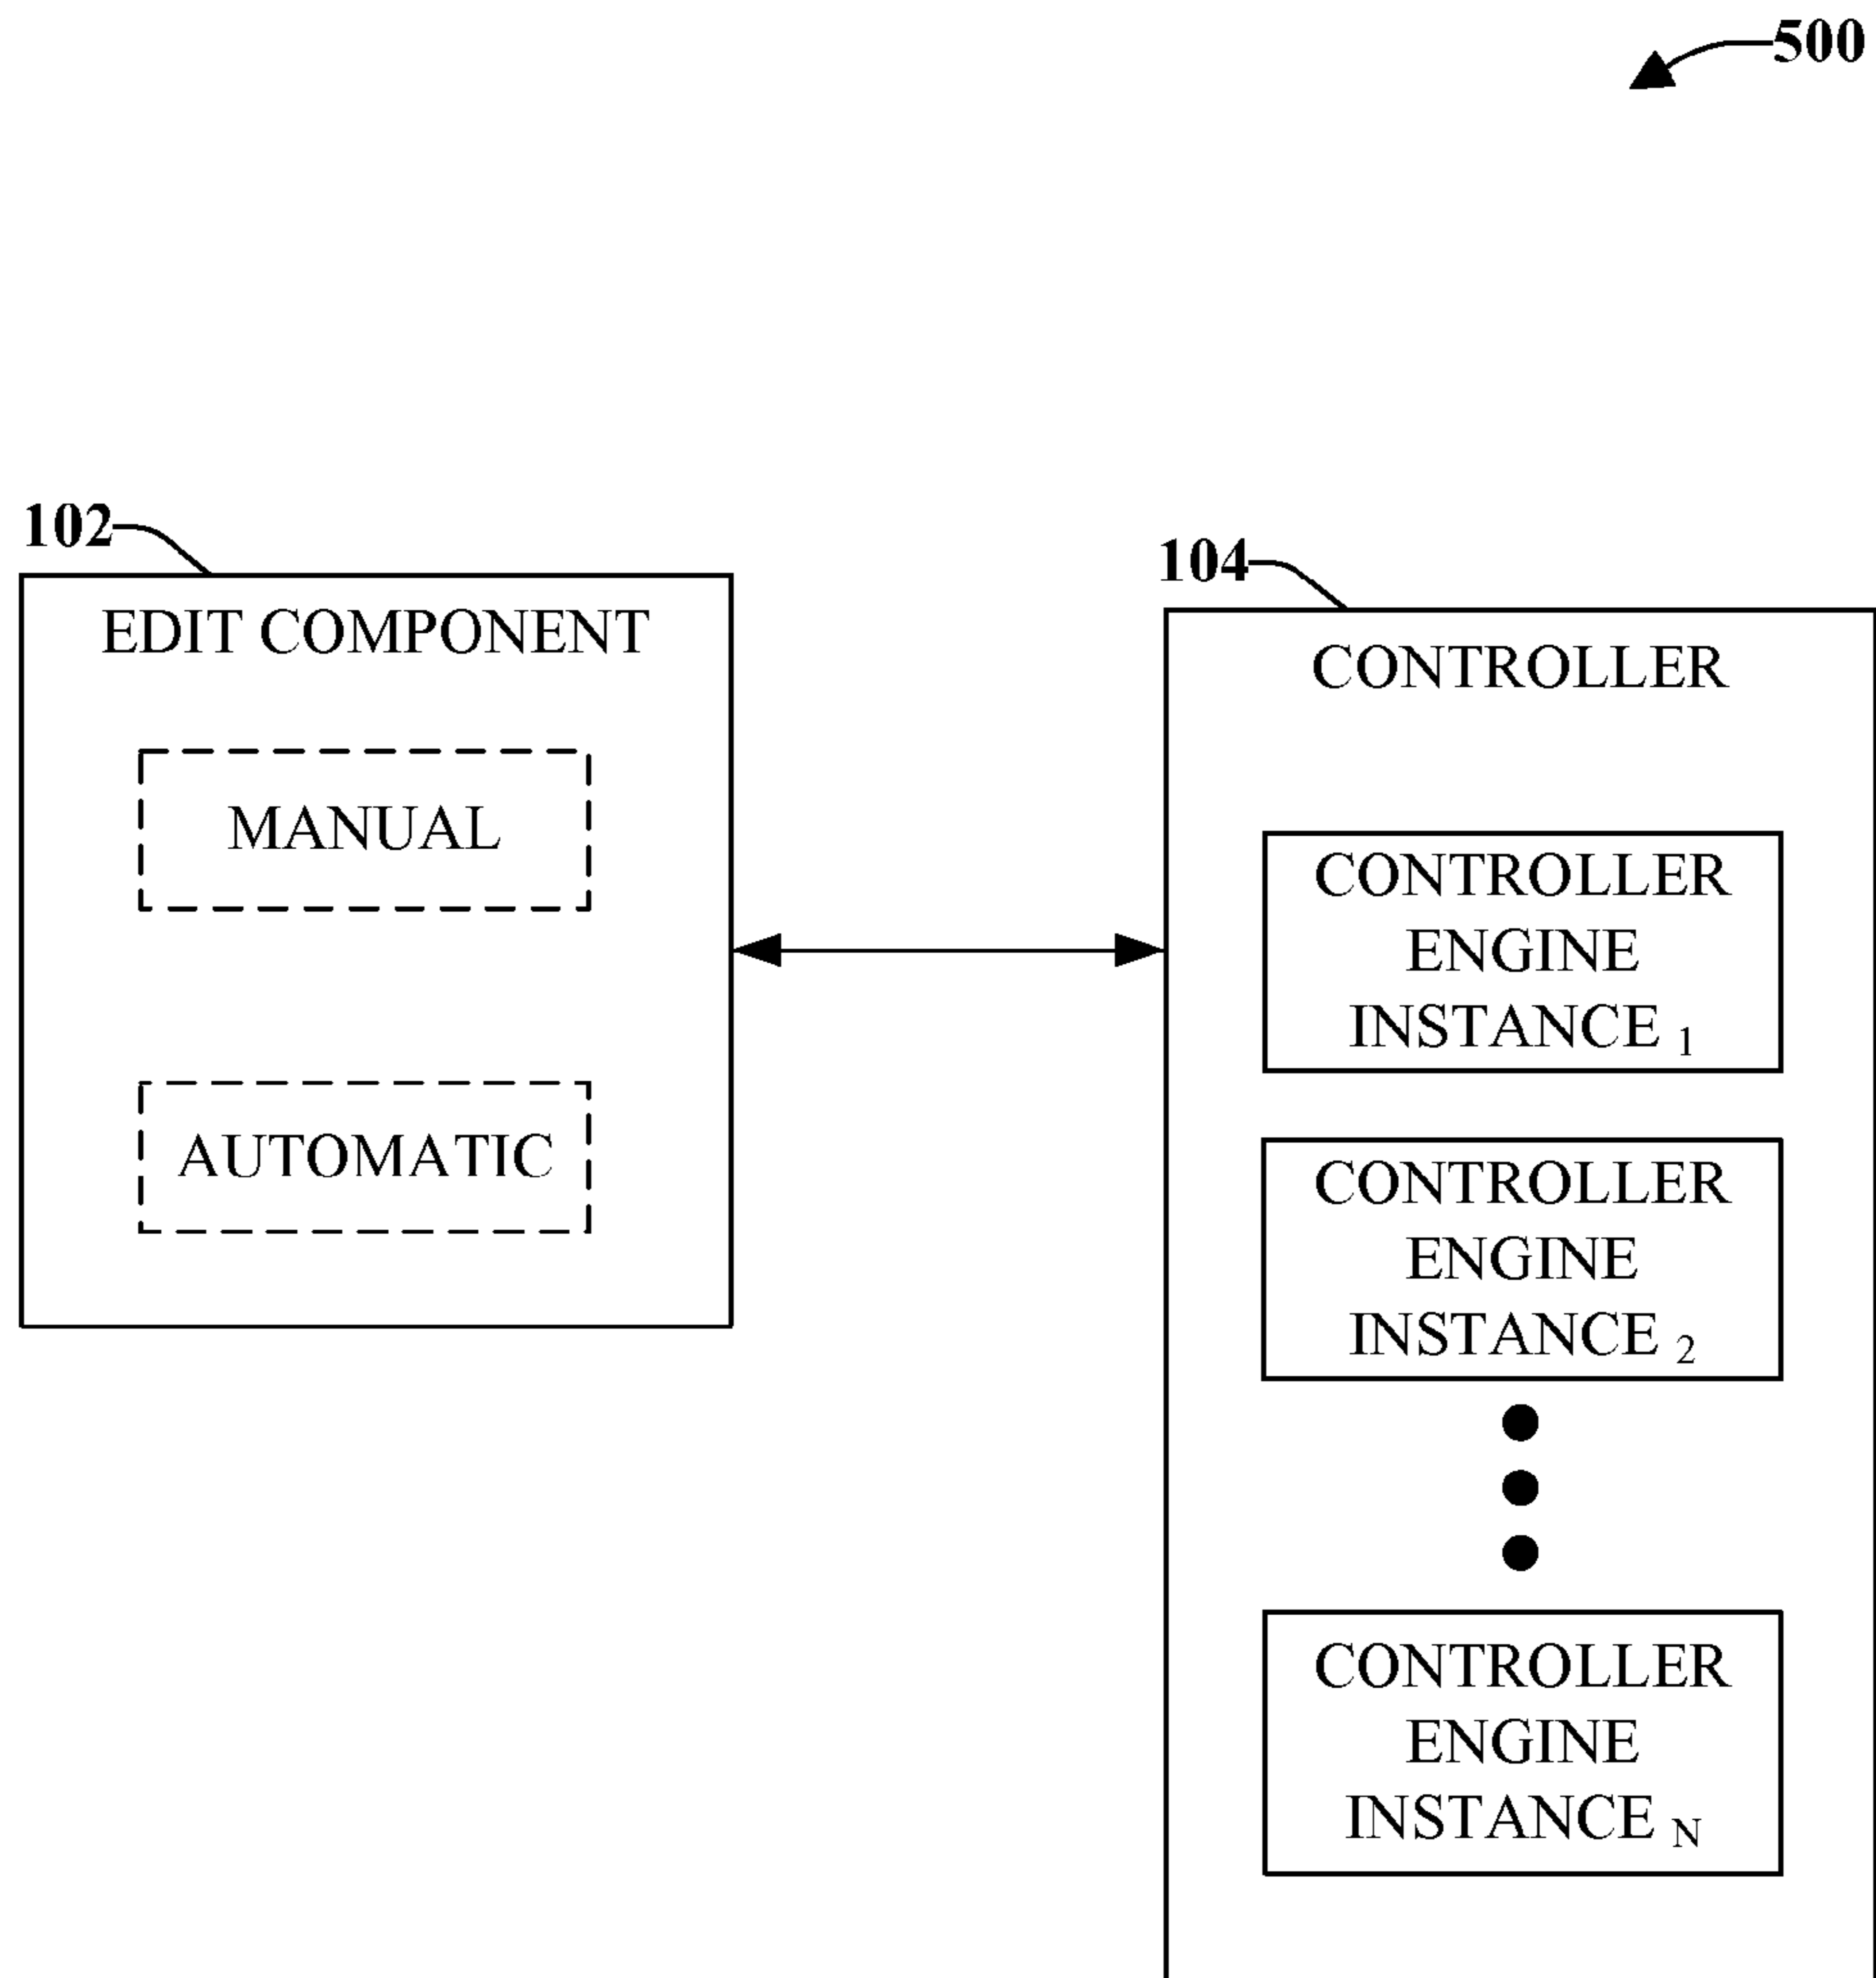 500
102
EDIT COMPONENT
MANUAL
AUTOMATIC
104
CONTROLLER
CONTROLLER
ENGINE
INSTANCE 1
CONTROLLER
ENGINE
INSTANCE 2
CONTROLLER
ENGINE
INSTANCE N